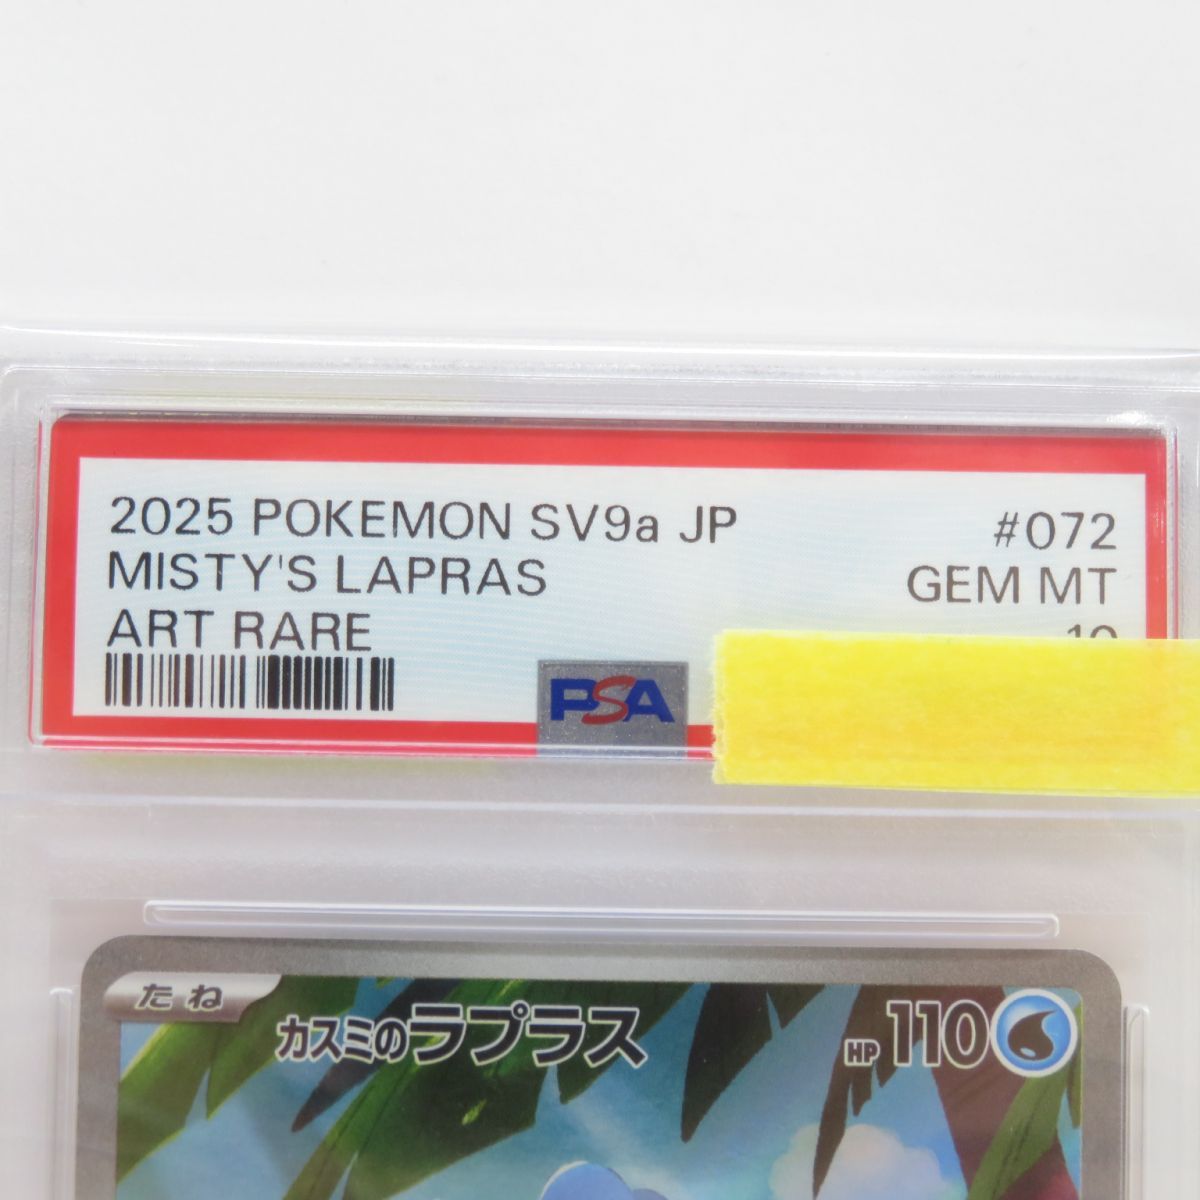 2025 POKEMON SV9a JP #072
MISTY'S LAPRAS GEM MT
ART RARE 10
PSA
たね カスミのラプラス HP 110